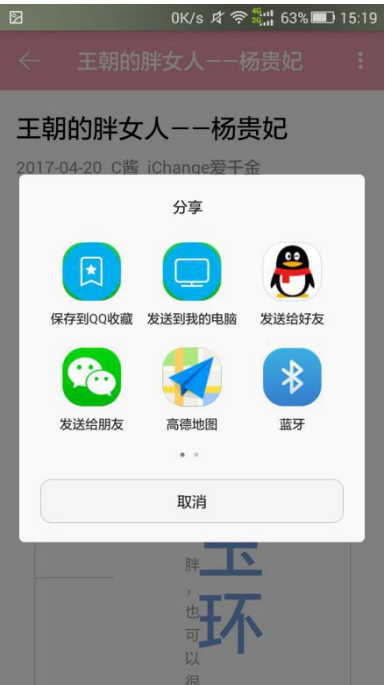 0K/s 4G 2G 63% 15:19
王朝的胖女人——杨贵妃
王朝的胖女人——杨贵妃
2017-04-20 C酱 iChange爱千金
分享
保存到QQ收藏 发送到我的电脑 发送给好友
发送给朋友 高德地图 蓝牙
取消
玉环
胖，也可以很